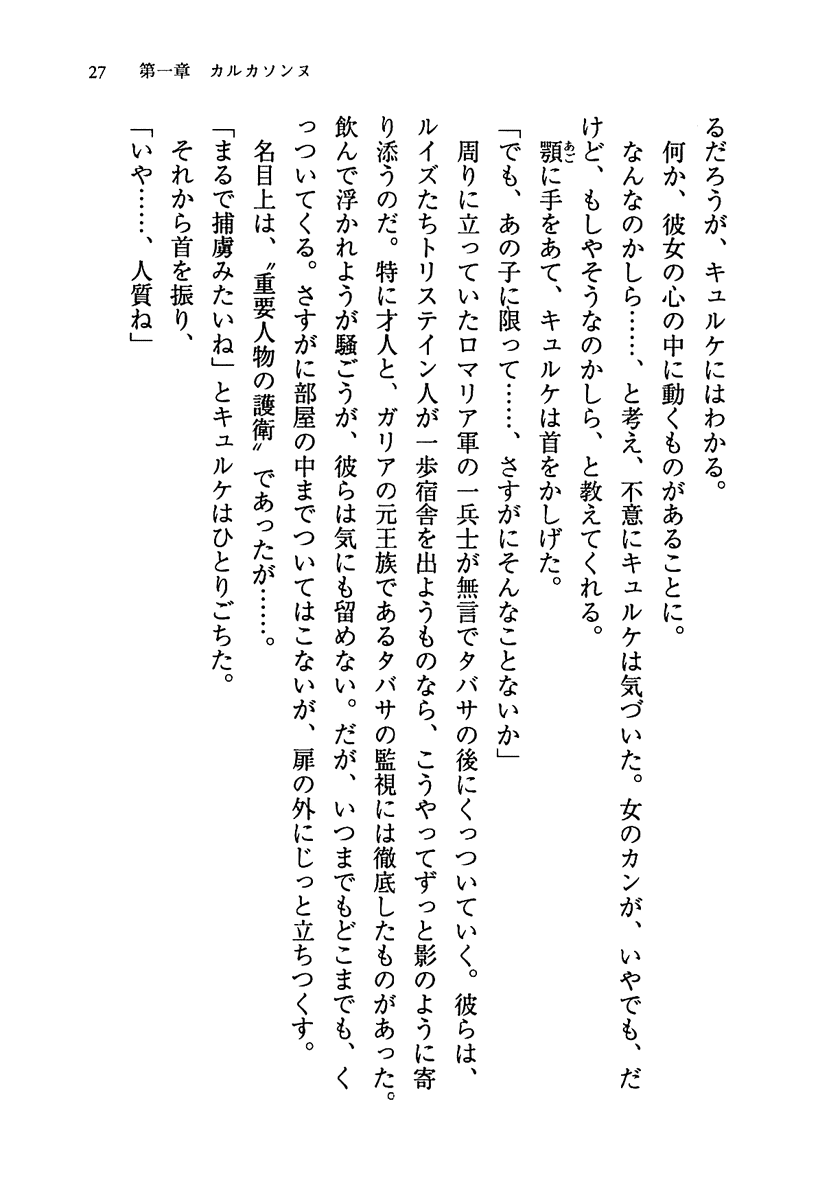 27　第一章　カルカソンヌ
るだろうが、キュルケにはわかる。
何か、彼女の心の中に動くものがあることに。
なんなのかしら……、と考え、不意にキュルケは気づいた。女のカンが、いやでも、だ
けど、もしやそうなのかしら、と教えてくれる。
顎に手をあて、キュルケは首をかしげた。
「でも、あの子に限って……、さすがにそんなことないか」
周りに立っていたロマリア軍の一兵士が無言でタバサの後にくっついていく。彼らは、
ルイズたちトリステイン人が一歩宿舎を出ようものなら、こうやってずっと影のように寄
り添うのだ。特に才人と、ガリアの元王族であるタバサの監視には徹底したものがあった。
飲んで浮かれようが騒ごうが、彼らは気にも留めない。だが、いつまでもどこまでも、く
っついてくる。さすがに部屋の中までついてはこないが、扉の外にじっと立ちつくす。
名目上は、〝重要人物の護衛〟であったが……。
「まるで捕虜みたいね」とキュルケはひとりごちた。
それから首を振り、
「いや……、人質ね」
あご